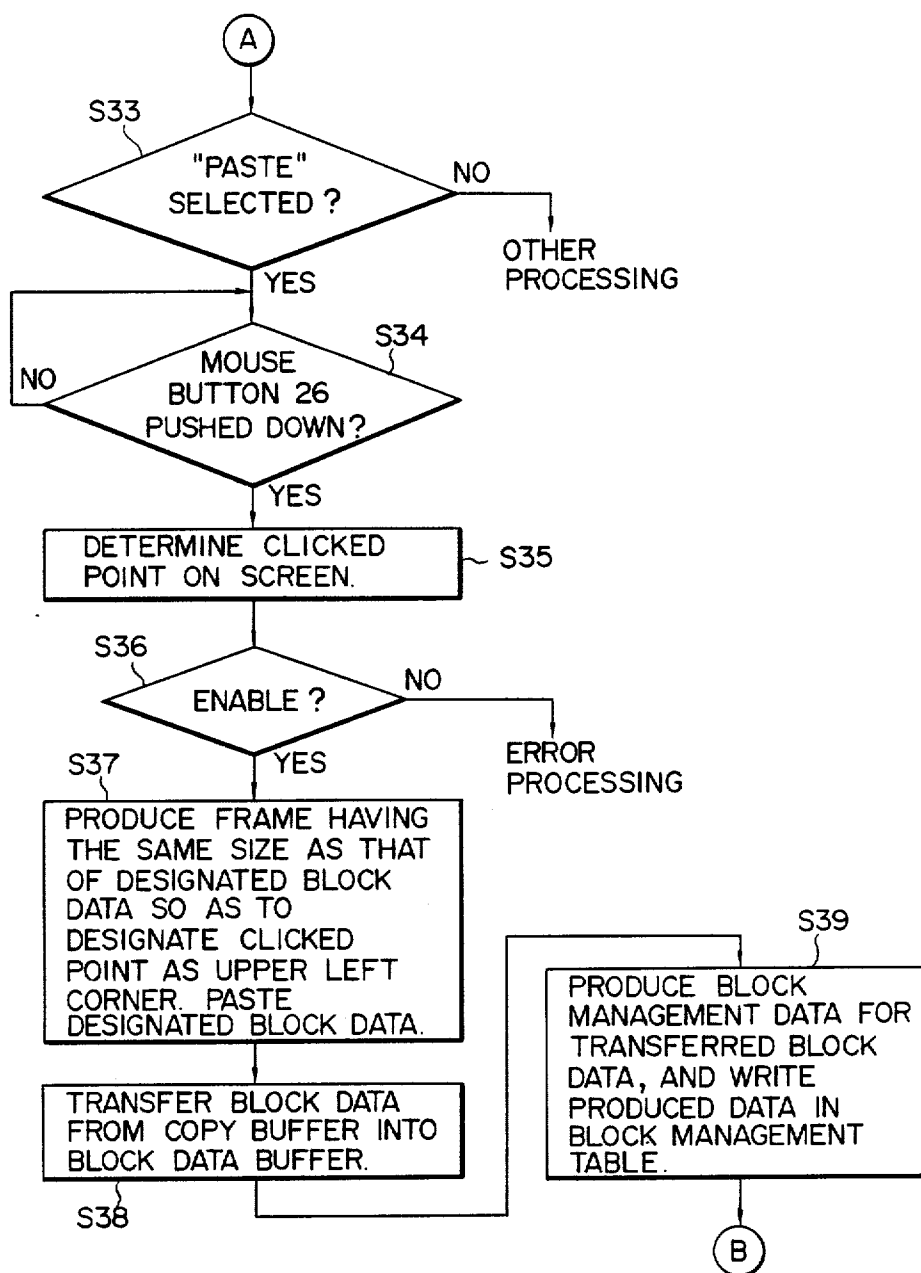 A
S33
"PASTE"
SELECTED ?
NO
OTHER
PROCESSING
YES
S34
MOUSE
BUTTON 26
PUSHED DOWN?
NO
YES
DETERMINE CLICKED
POINT ON SCREEN.
S35
S36
ENABLE ?
NO
ERROR
PROCESSING
YES
S37
PRODUCE FRAME HAVING
THE SAME SIZE AS THAT
OF DESIGNATED BLOCK
DATA SO AS TO
DESIGNATE CLICKED
POINT AS UPPER LEFT
CORNER. PASTE
DESIGNATED BLOCK DATA.
TRANSFER BLOCK DATA
FROM COPY BUFFER INTO
BLOCK DATA BUFFER.
S38
S39
PRODUCE BLOCK
MANAGEMENT DATA FOR
TRANSFERRED BLOCK
DATA, AND WRITE
PRODUCED DATA IN
BLOCK MANAGEMENT
TABLE.
B